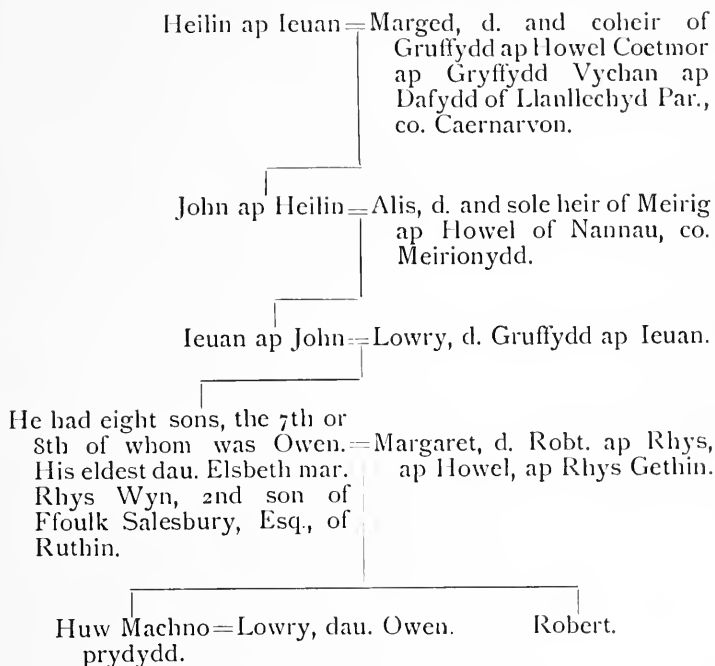 Heilin ap Ieuan = Marged, d. and coheir of
Gruffydd ap Howel Coetmor
ap Gryffydd Vychan ap
Dafydd of Llanllechyd Par.,
co. Caernarvon.
John ap Heilin = Alis, d. and sole heir of Meirig
ap Howel of Nannau, co.
Meirionydd.
Ieuan ap John = Lowry, d. Gruffydd ap Ieuan.
He had eight sons, the 7th or
8th of whom was Owen. = Margaret, d. Robt. ap Rhys,
His eldest dau. Elsbeth mar. ap Howel, ap Rhys Gethin.
Rhys Wyn, 2nd son of
Ffoulk Salesbury, Esq., of
Ruthin.
Huw Machno = Lowry, dau. Owen. Robert.
prydydd.